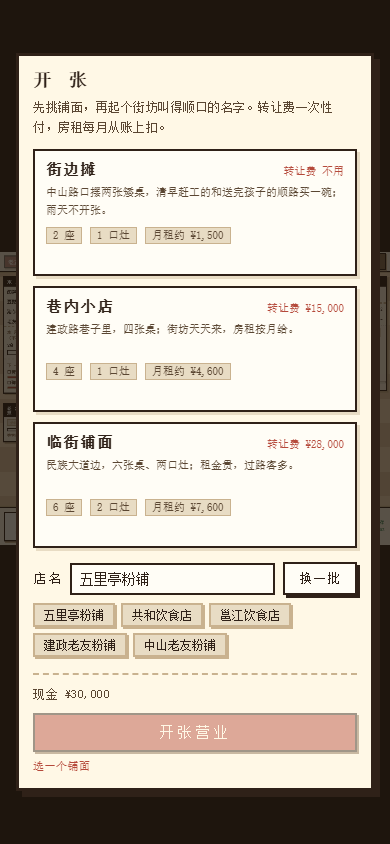 开 张
先挑铺面，再起个街坊叫得顺口的名字。转让费一次性
付，房租每月从账上扣。
街边摊 转让费 不用
中山路口摆两张矮桌，清早赶工的和送完孩子的顺路买一碗；
雨天不开张。
2 座 1 口灶 月租约 ¥1,500
巷内小店 转让费 ¥15,000
建政路巷子里，四张桌；街坊天天来，房租按月给。
4 座 1 口灶 月租约 ¥4,600
临街铺面 转让费 ¥28,000
民族大道边，六张桌、两口灶；租金贵，过路客多。
6 座 2 口灶 月租约 ¥7,600
店名 五里亭粉铺 换一批
五里亭粉铺 共和饮食店 邕江饮食店
建政老友粉铺 中山老友粉铺
现金 ¥30,000
开张营业
选一个铺面